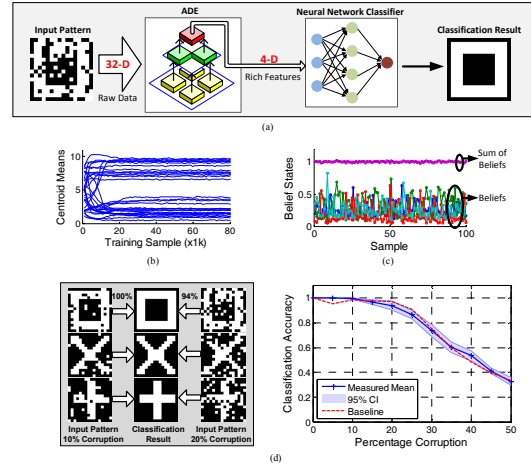 Input Pattern
ADE
Neural Network Classifier
Classification Result
32-D
Raw Data
4-D
Rich Features
(a)
Centroid Means
10
5
0
0
20
40
60
80
Training Sample (x1k)
(b)
Belief States
1
0.5
0
0
50
100
Sample
Sum of
Beliefs
Beliefs
(c)
100%
94%
Input Pattern
10% Corruption
Classification
Result
Input Pattern
20% Corruption
Classification Accuracy
1
0.8
0.6
0.4
0.2
0
0
10
20
30
40
50
Percentage Corruption
Measured Mean
95% CI
Baseline
(d)